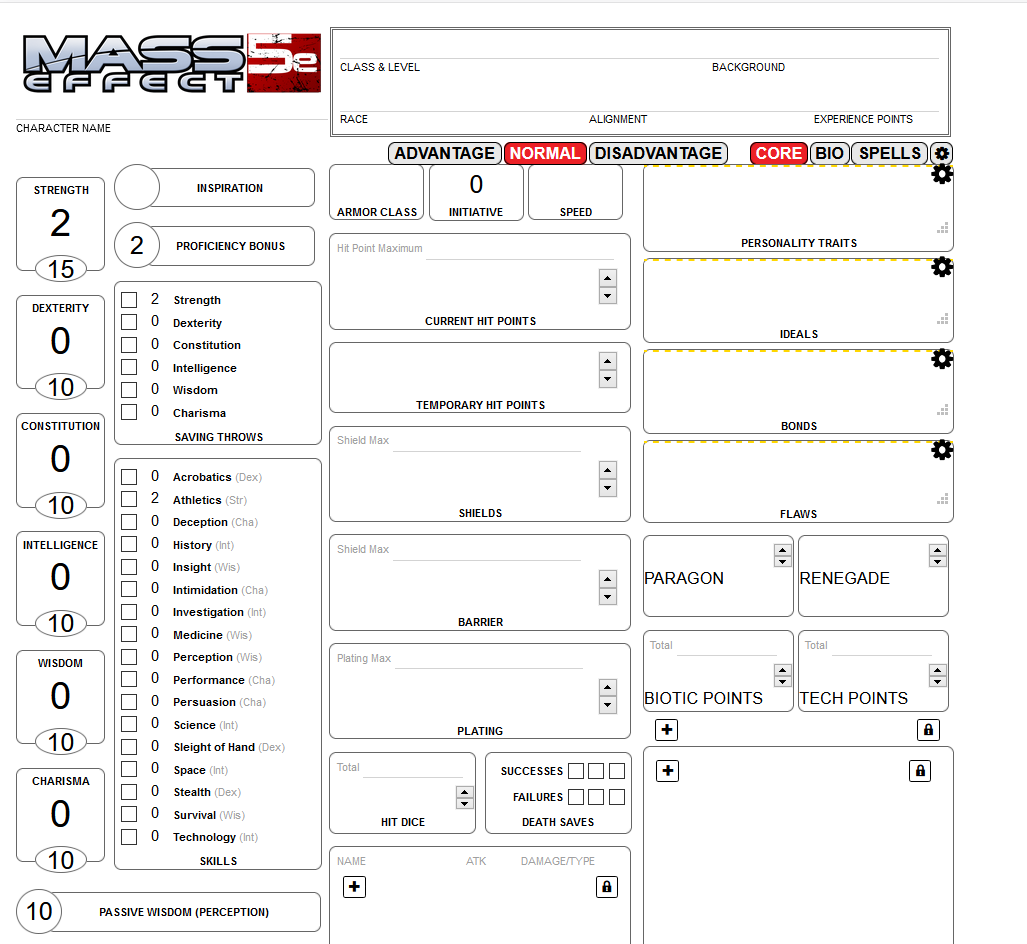 MASS EFFECT 5e
CHARACTER NAME
CLASS & LEVEL BACKGROUND
RACE ALIGNMENT EXPERIENCE POINTS
ADVANTAGE NORMAL DISADVANTAGE CORE BIO SPELLS
STRENGTH
2
15
DEXTERITY
0
10
CONSTITUTION
0
10
INTELLIGENCE
0
10
WISDOM
0
10
CHARISMA
0
10
INSPIRATION
2 PROFICIENCY BONUS
2 Strength
0 Dexterity
0 Constitution
0 Intelligence
0 Wisdom
0 Charisma
SAVING THROWS
0 Acrobatics (Dex)
2 Athletics (Str)
0 Deception (Cha)
0 History (Int)
0 Insight (Wis)
0 Intimidation (Cha)
0 Investigation (Int)
0 Medicine (Wis)
0 Perception (Wis)
0 Performance (Cha)
0 Persuasion (Cha)
0 Science (Int)
0 Sleight of Hand (Dex)
0 Space (Int)
0 Stealth (Dex)
0 Survival (Wis)
0 Technology (Int)
SKILLS
10 PASSIVE WISDOM (PERCEPTION)
0
ARMOR CLASS INITIATIVE SPEED
Hit Point Maximum
CURRENT HIT POINTS
TEMPORARY HIT POINTS
Shield Max
SHIELDS
Shield Max
BARRIER
Plating Max
PLATING
Total
HIT DICE
SUCCESSES
FAILURES
DEATH SAVES
NAME ATK DAMAGE/TYPE
PERSONALITY TRAITS
IDEALS
BONDS
FLAWS
PARAGON RENEGADE
Total Total
BIOTIC POINTS TECH POINTS